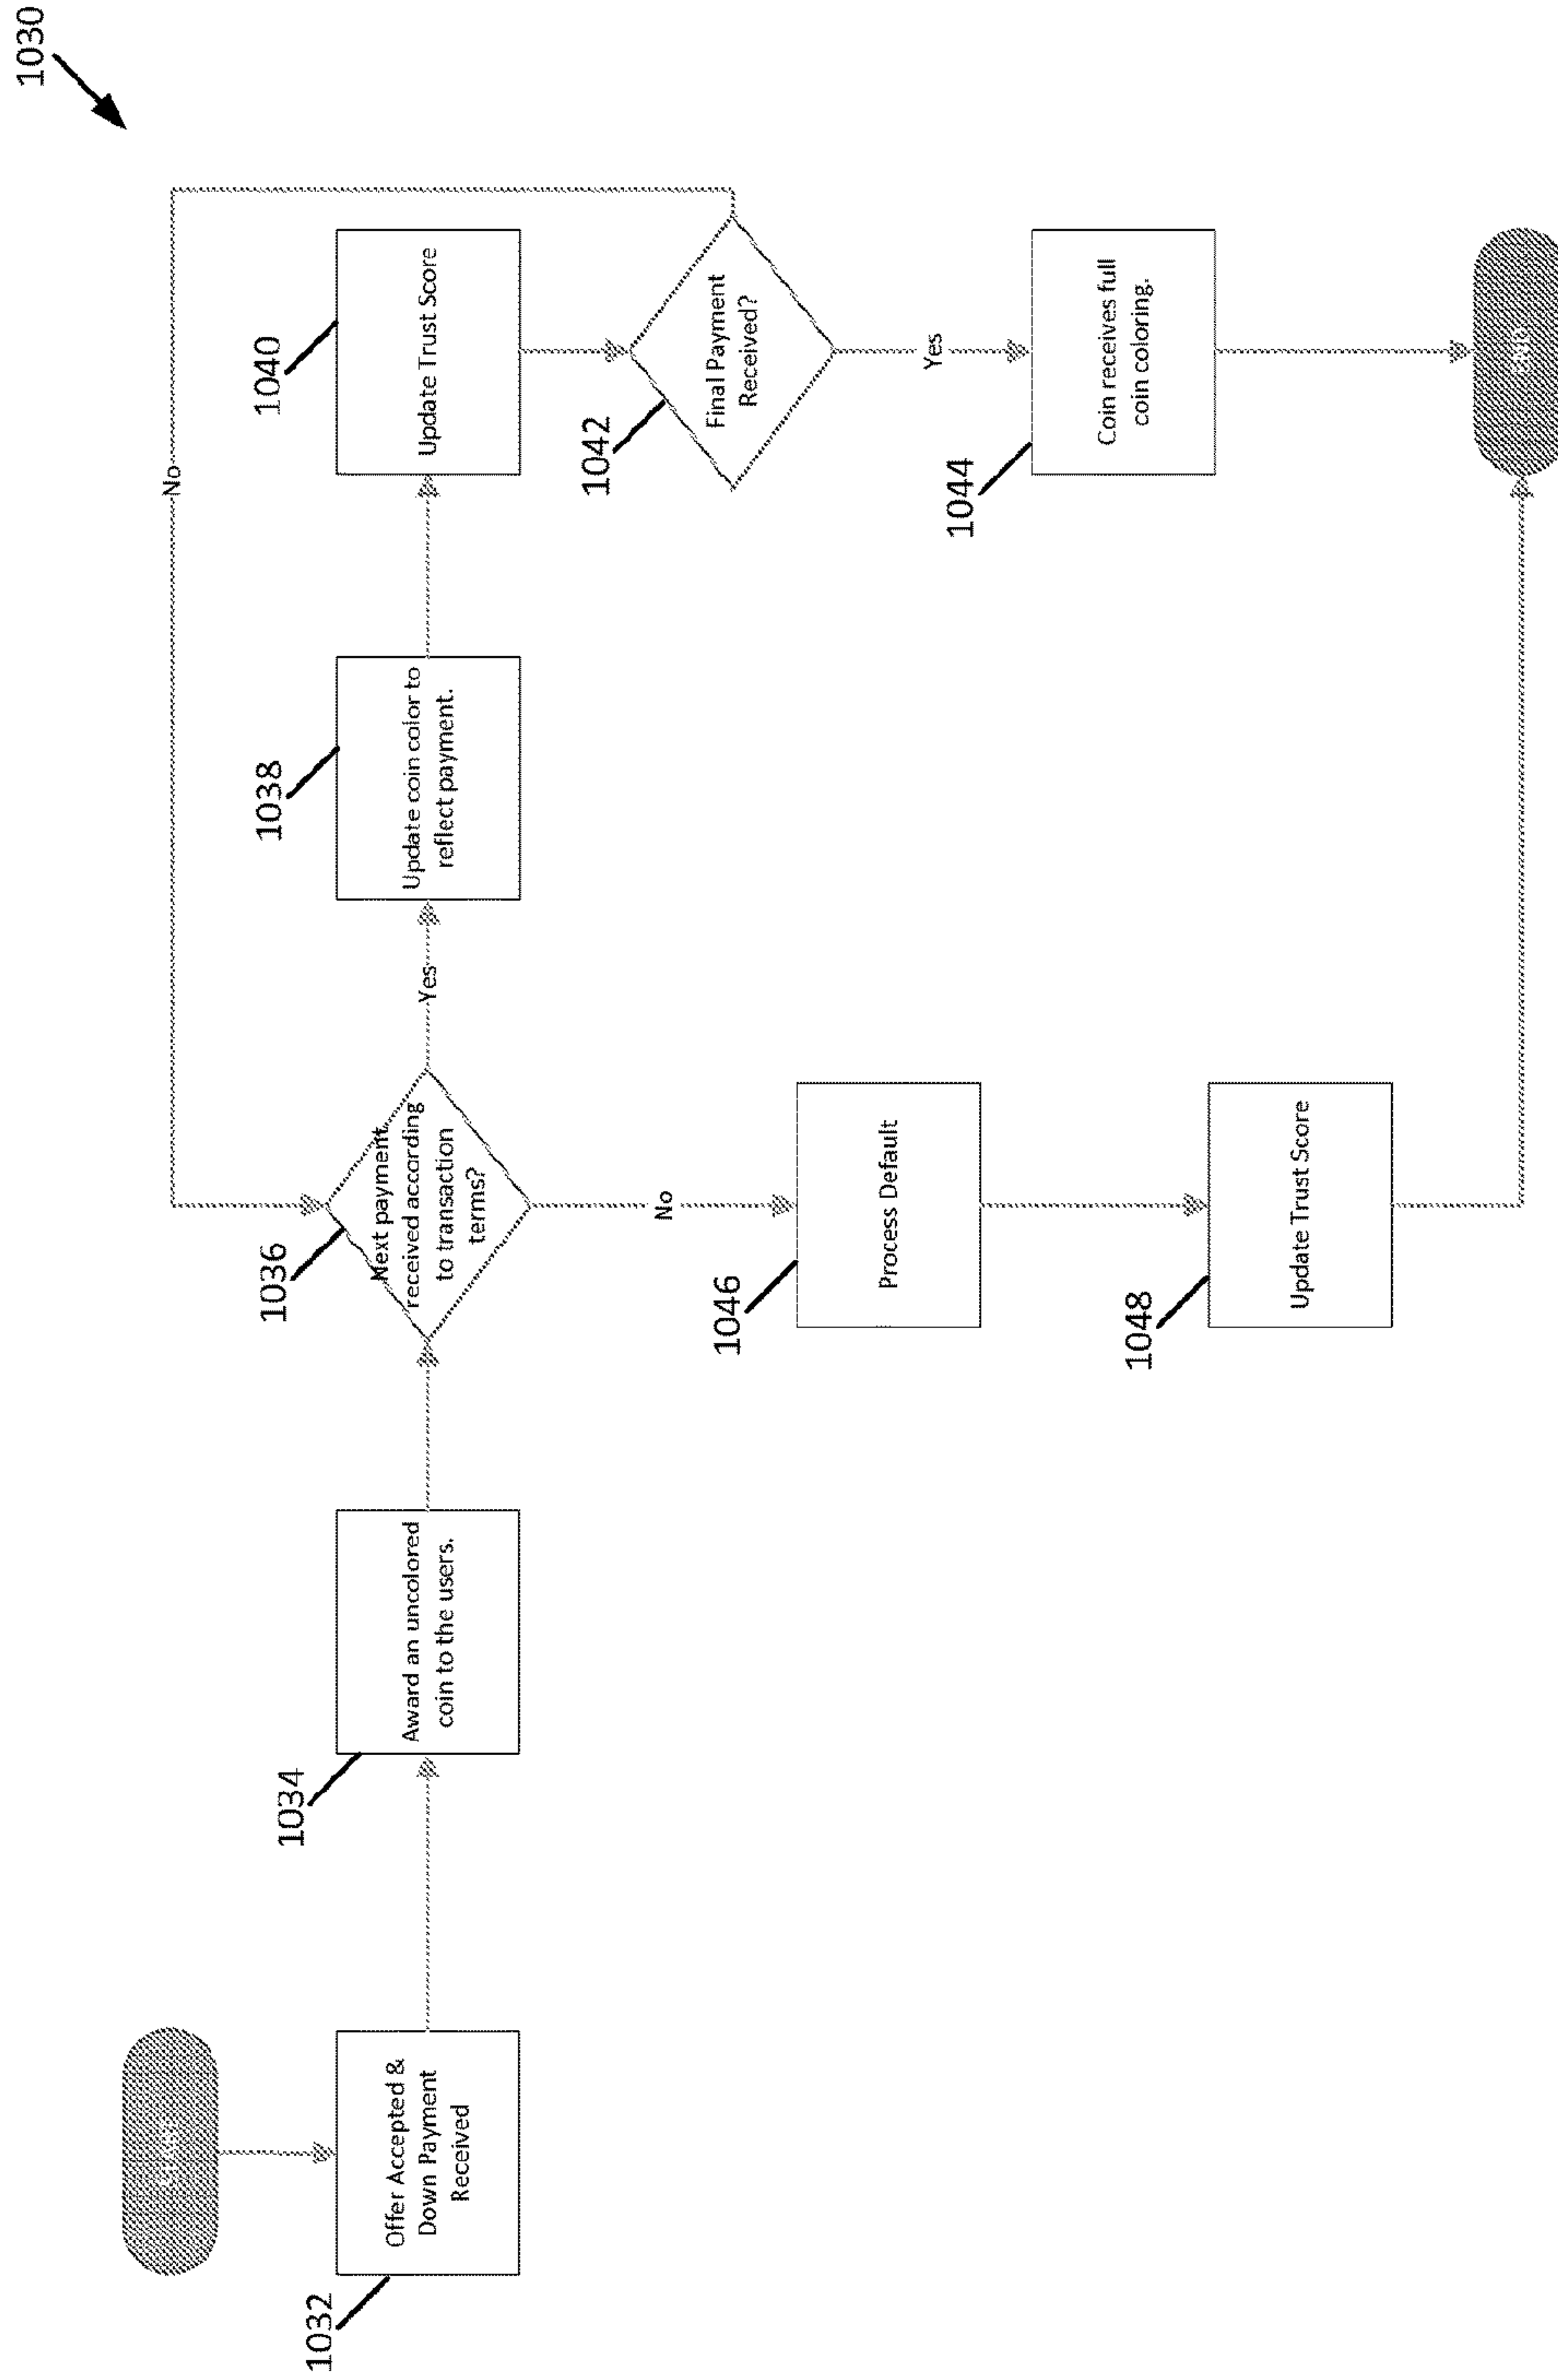 1030
No
1032
Offer Accepted &
Down Payment
Received
1034
Award an uncolored
coin to the users.
1036
Next payment
received according
to transaction
terms?
Yes
1038
Update coin color to
reflect payment.
1040
Update Trust Score
1042
Final Payment
Received?
Yes
1044
Coin receives full
coin coloring.
No
1046
Process Default
1048
Update Trust Score